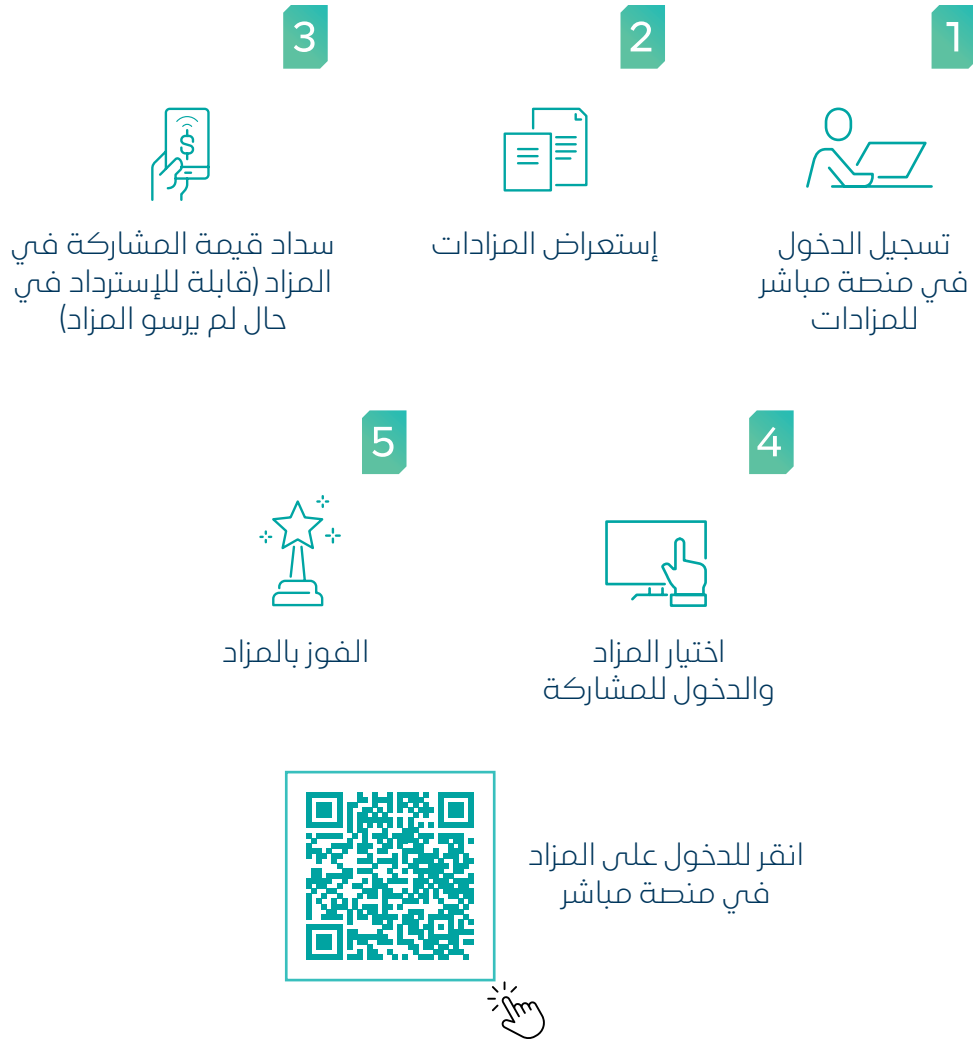 1
تسجيل الدخول
في منصة مباشر
للمزادات
2
إستعراض المزادات
3
سداد قيمة المشاركة في
المزاد (قابلة للإسترداد في
حال لم يرسو المزاد)
4
اختيار المزاد
والدخول للمشاركة
5
الفوز بالمزاد
انقر للدخول على المزاد
في منصة مباشر